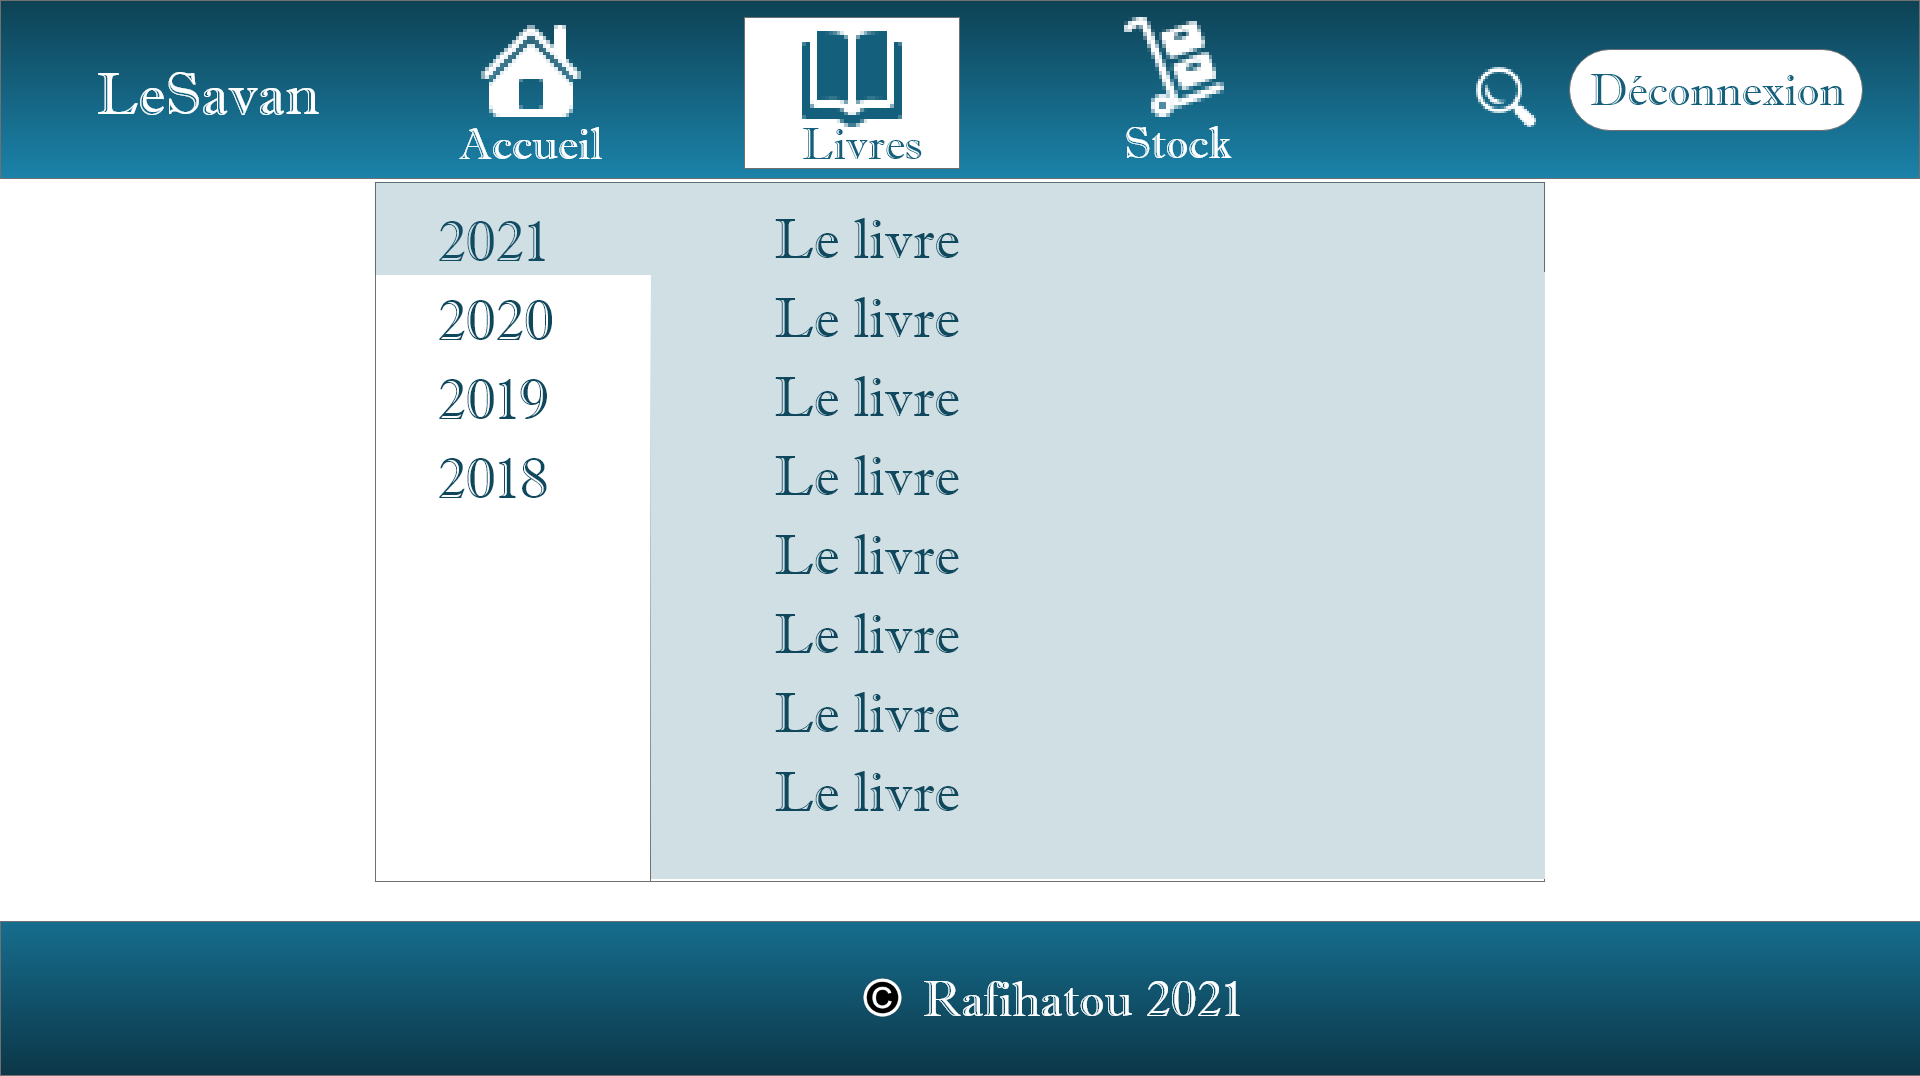 LeSavan
Accueil
Livres
Stock
Déconnexion
2021
2020
2019
2018
Le livre
Le livre
Le livre
Le livre
Le livre
Le livre
Le livre
Le livre
© Rafihatou 2021